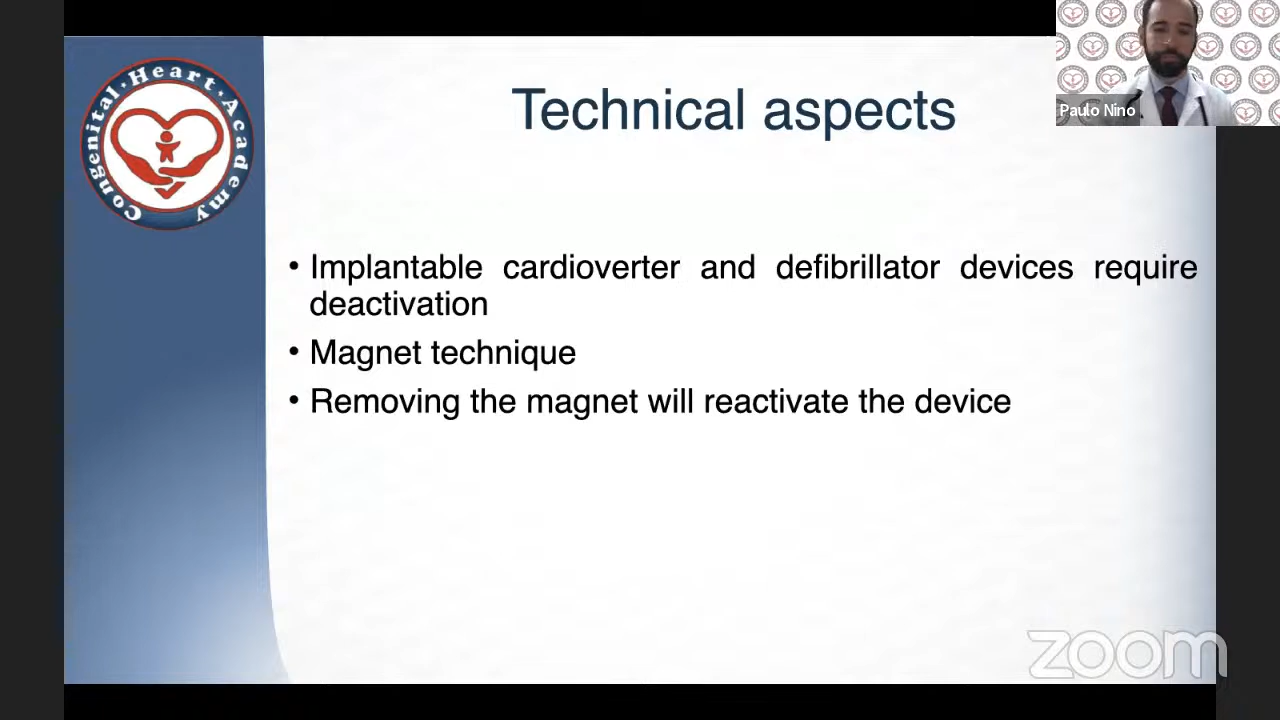 Congenital · Heart · Academy
Technical aspects
Paulo Nino
• Implantable cardioverter and defibrillator devices require
deactivation
• Magnet technique
• Removing the magnet will reactivate the device
zoom